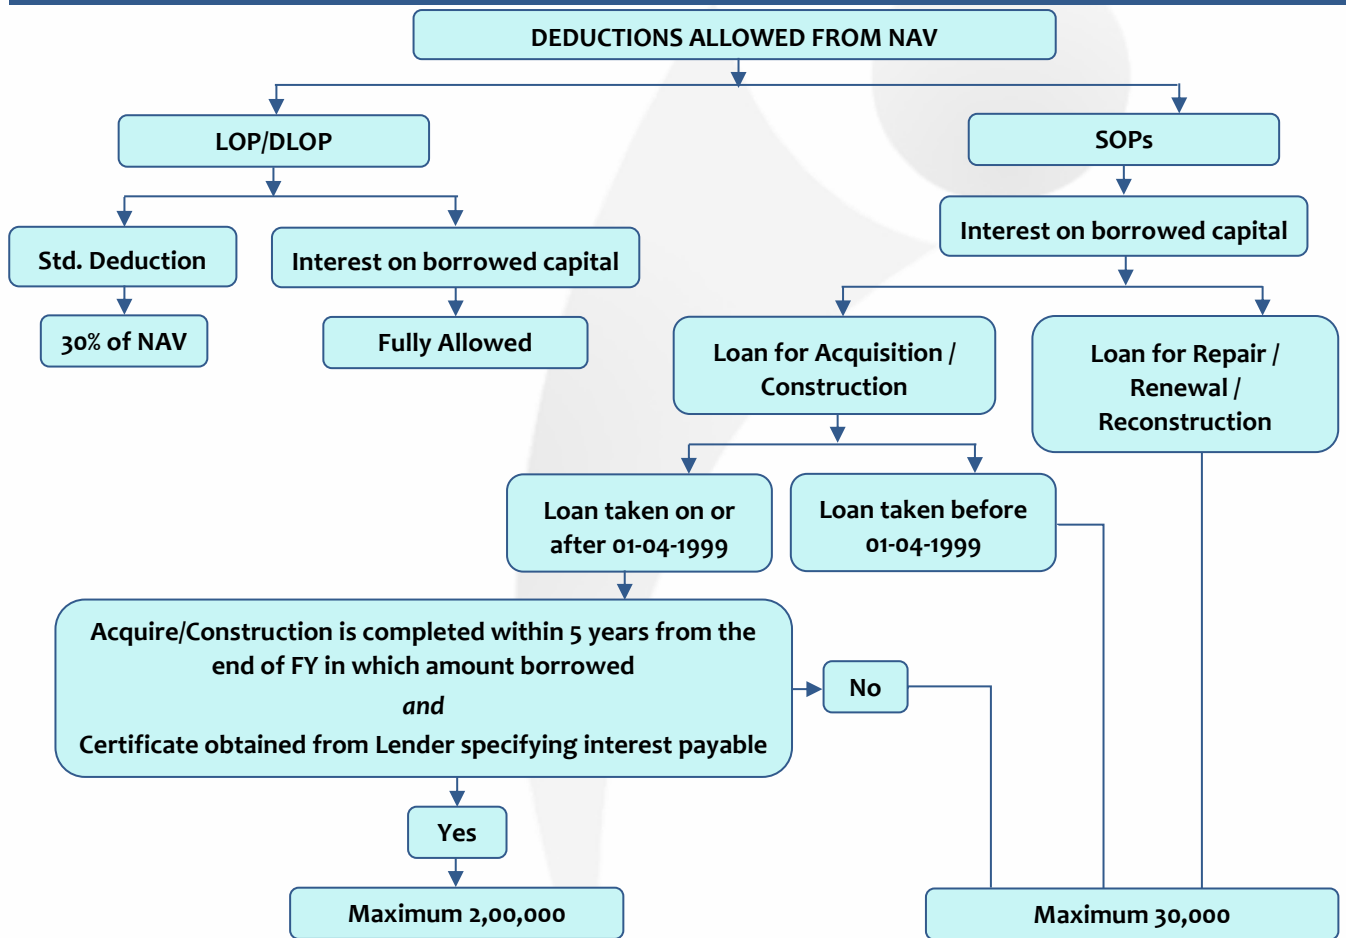 DEDUCTIONS ALLOWED FROM NAV
LOP/DLOP
SOPs
Std. Deduction
Interest on borrowed capital
Interest on borrowed capital
30% of NAV
Fully Allowed
Loan for Acquisition /
Construction
Loan for Repair /
Renewal /
Reconstruction
Loan taken on or
after 01-04-1999
Loan taken before
01-04-1999
Acquire/Construction is completed within 5 years from the
end of FY in which amount borrowed
and
Certificate obtained from Lender specifying interest payable
No
Yes
Maximum 2,00,000
Maximum 30,000